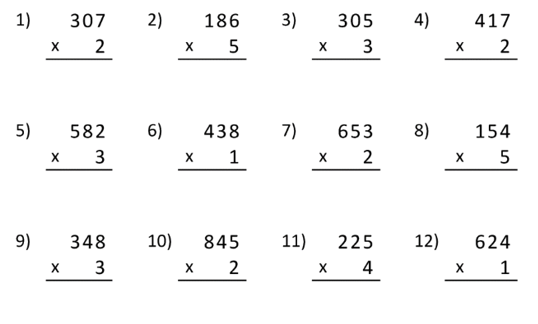 1) 307 2) 186 3) 305 4) 417
x 2 x 5 x 3 x 2
5) 582 6) 438 7) 653 8) 154
x 3 x 1 x 2 x 5
9) 348 10) 845 11) 225 12) 624
x 3 x 2 x 4 x 1